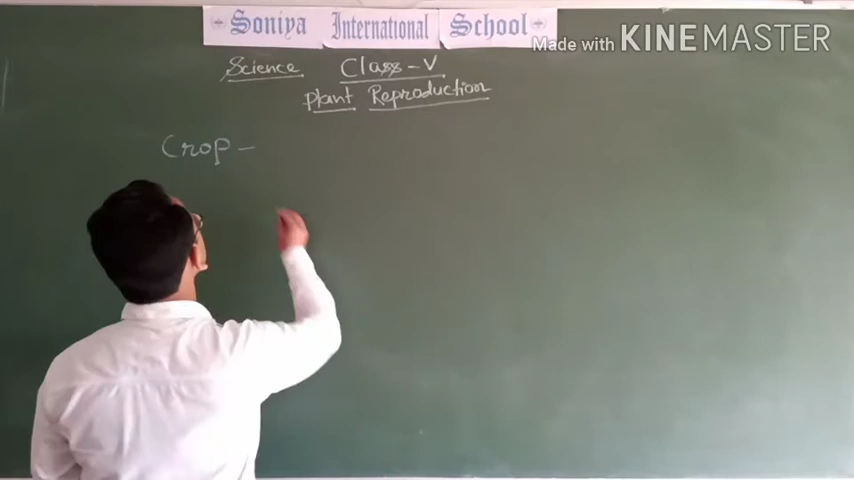 Soniya International School
Made with KINEMASTER
Science Class - V
Plant Reproduction
Crop -